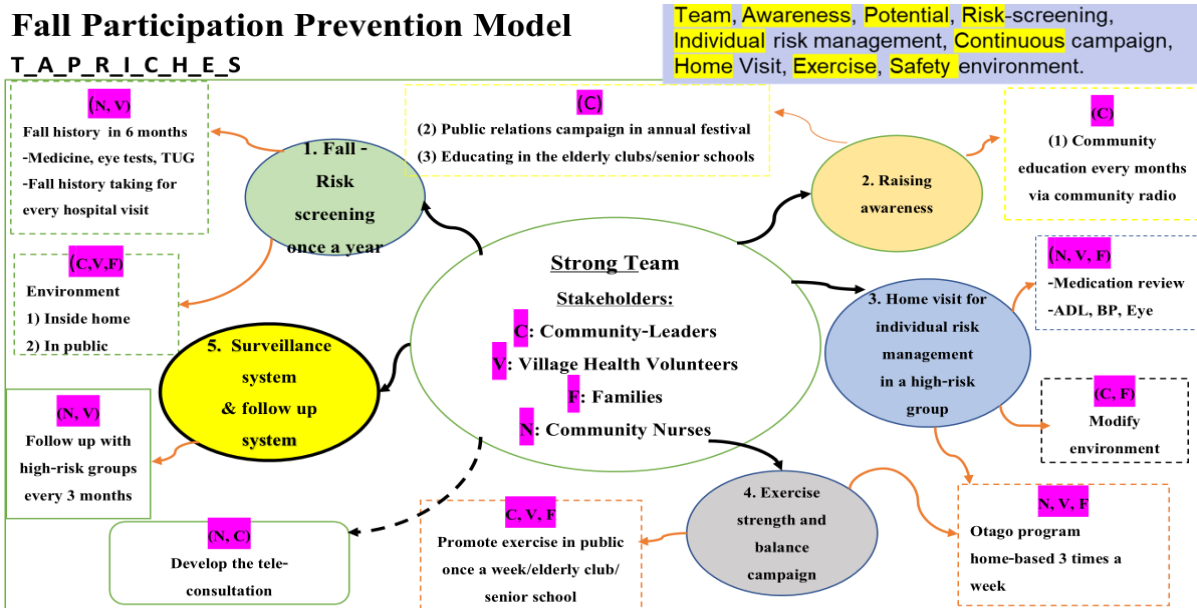 Fall Participation Prevention Model
T_A_P_R_I_C_H_E_S
Team, Awareness, Potential, Risk-screening,
Individual risk management, Continuous campaign,
Home Visit, Exercise, Safety environment.
(N, V)
Fall history in 6 months
-Medicine, eye tests, TUG
-Fall history taking for
every hospital visit
1. Fall -
Risk
screening
once a year
(C,V,F)
Environment
1) Inside home
2) In public
(C)
(2) Public relations campaign in annual festival
(3) Educating in the elderly clubs/senior schools
2. Raising
awareness
(C)
(1) Community
education every months
via community radio
Strong Team
Stakeholders:
C: Community-Leaders
V: Village Health Volunteers
F: Families
N: Community Nurses
3. Home visit for
individual risk
management
in a high-risk
group
(N, V, F)
-Medication review
-ADL, BP, Eye
(C, F)
Modify
environment
N, V, F
Otago program
home-based 3 times a
week
4. Exercise
strength and
balance
campaign
C, V, F
Promote exercise in public
once a week/elderly club/
senior school
5. Surveillance
system
& follow up
system
(N, V)
Follow up with
high-risk groups
every 3 months
(N, C)
Develop the tele-
consultation